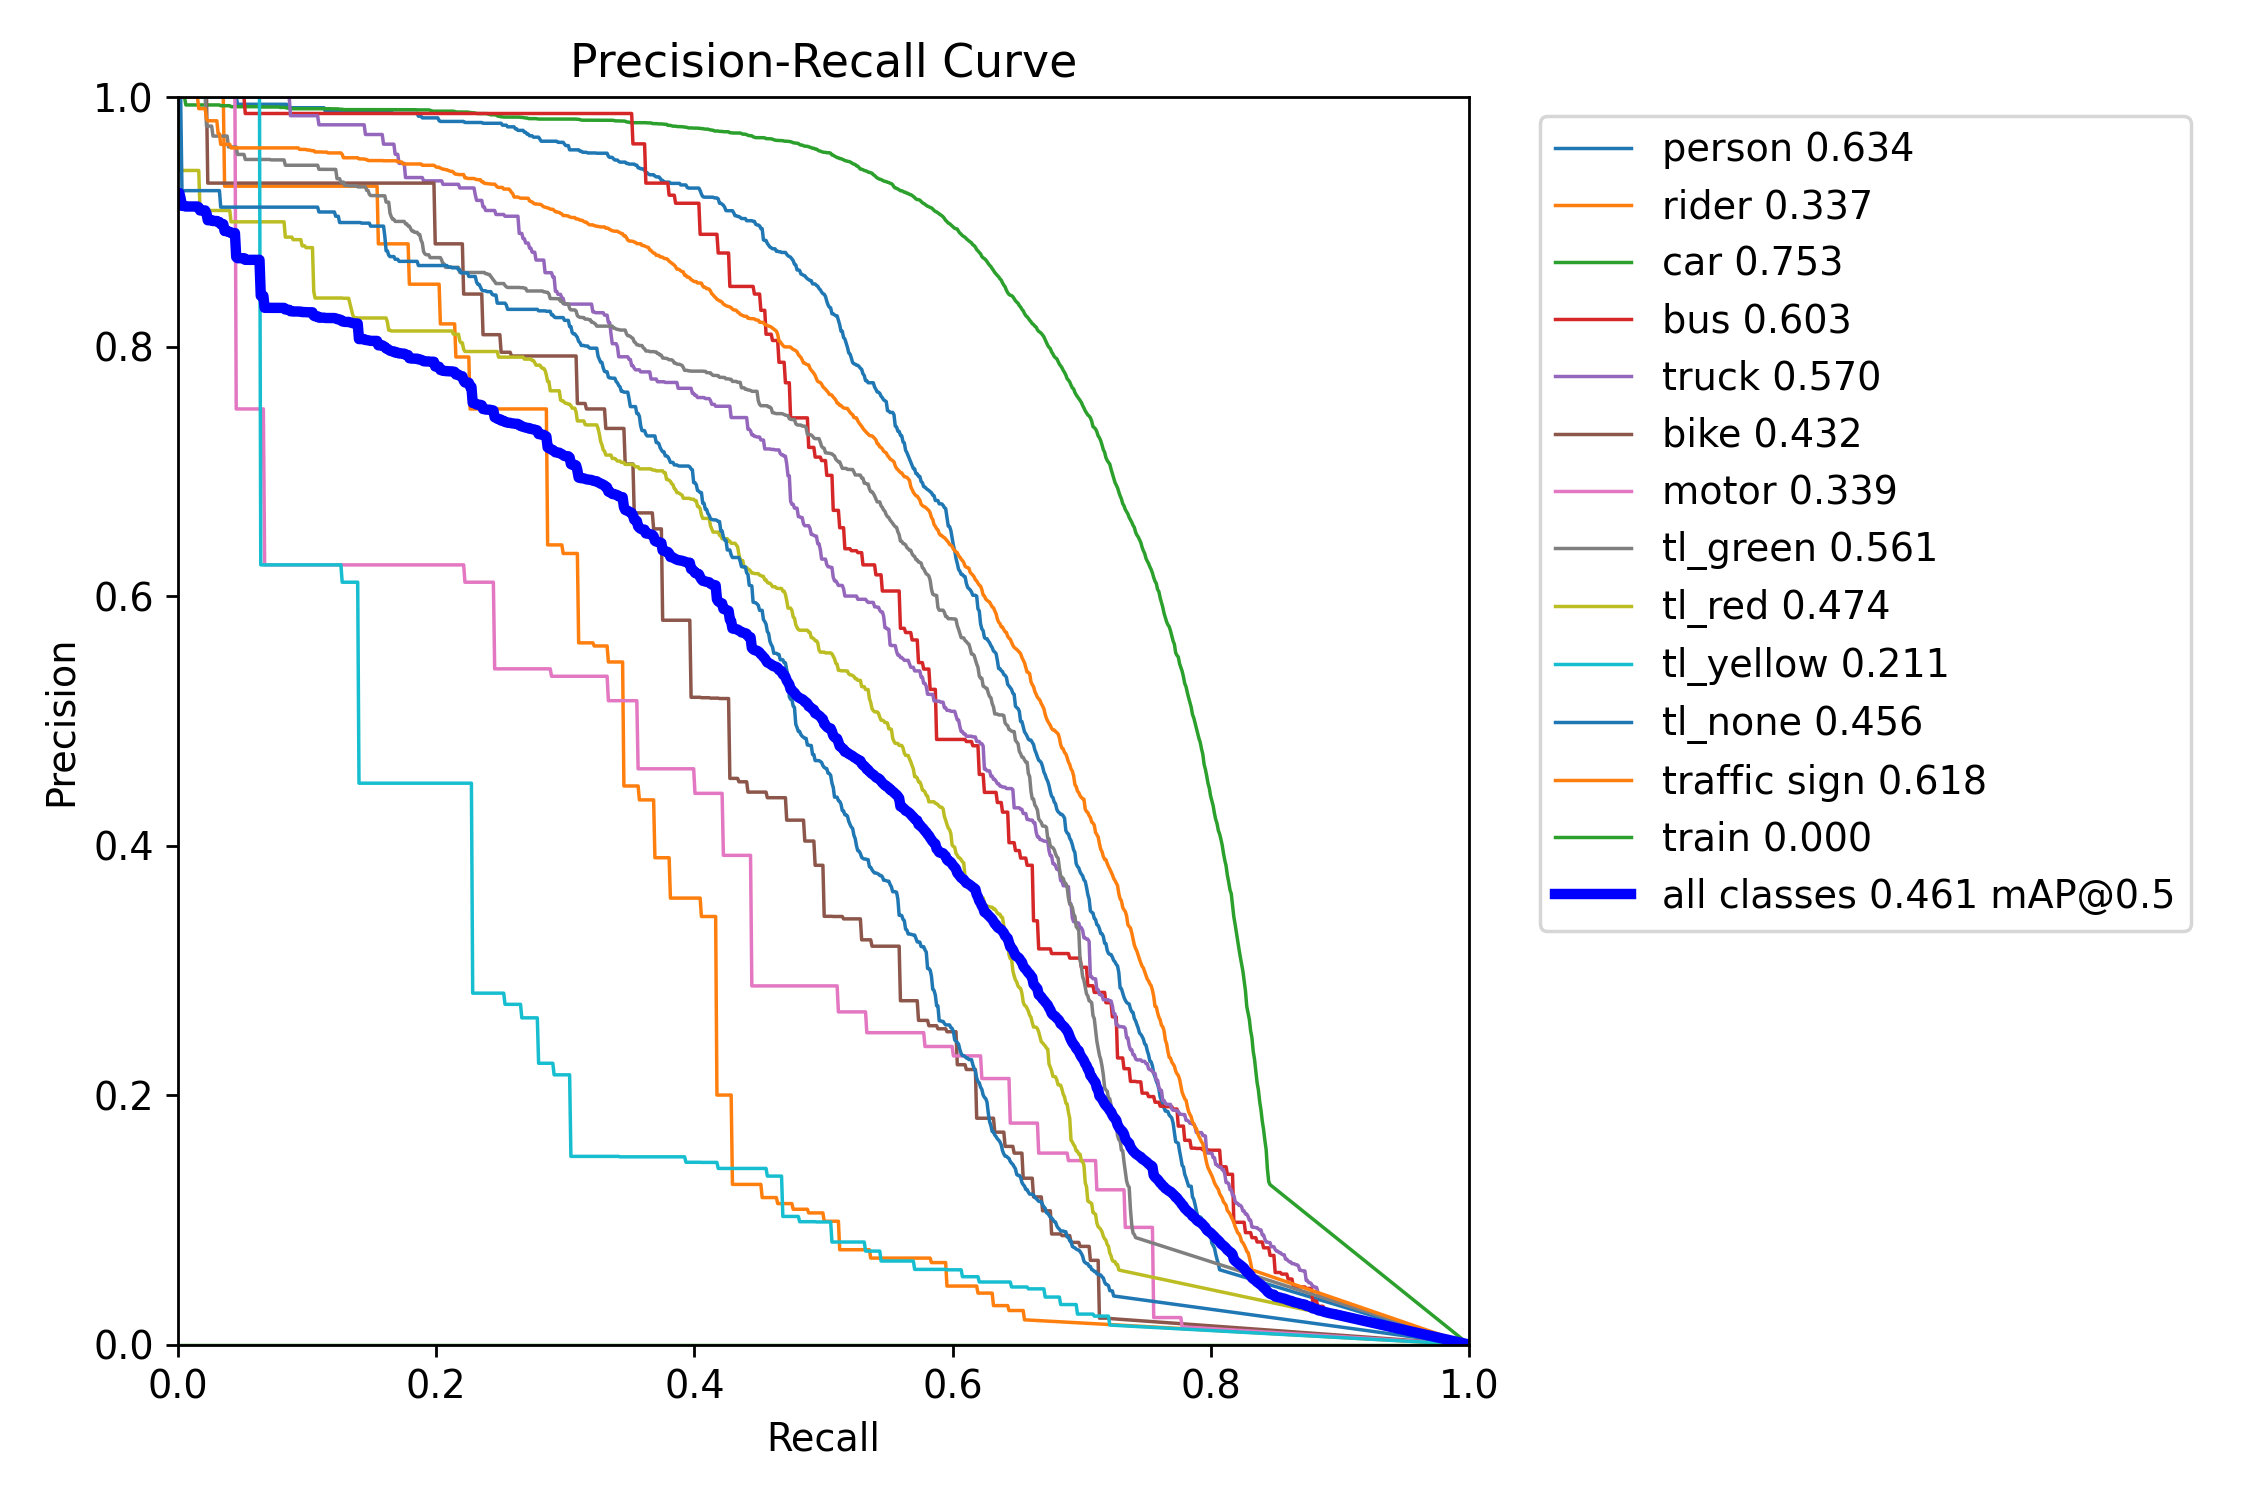 Precision-Recall Curve
1.0
0.8
0.6
0.4
0.2
0.0
Precision
0.0 0.2 0.4 0.6 0.8 1.0
Recall
person 0.634
rider 0.337
car 0.753
bus 0.603
truck 0.570
bike 0.432
motor 0.339
tl_green 0.561
tl_red 0.474
tl_yellow 0.211
tl_none 0.456
traffic sign 0.618
train 0.000
all classes 0.461 mAP@0.5